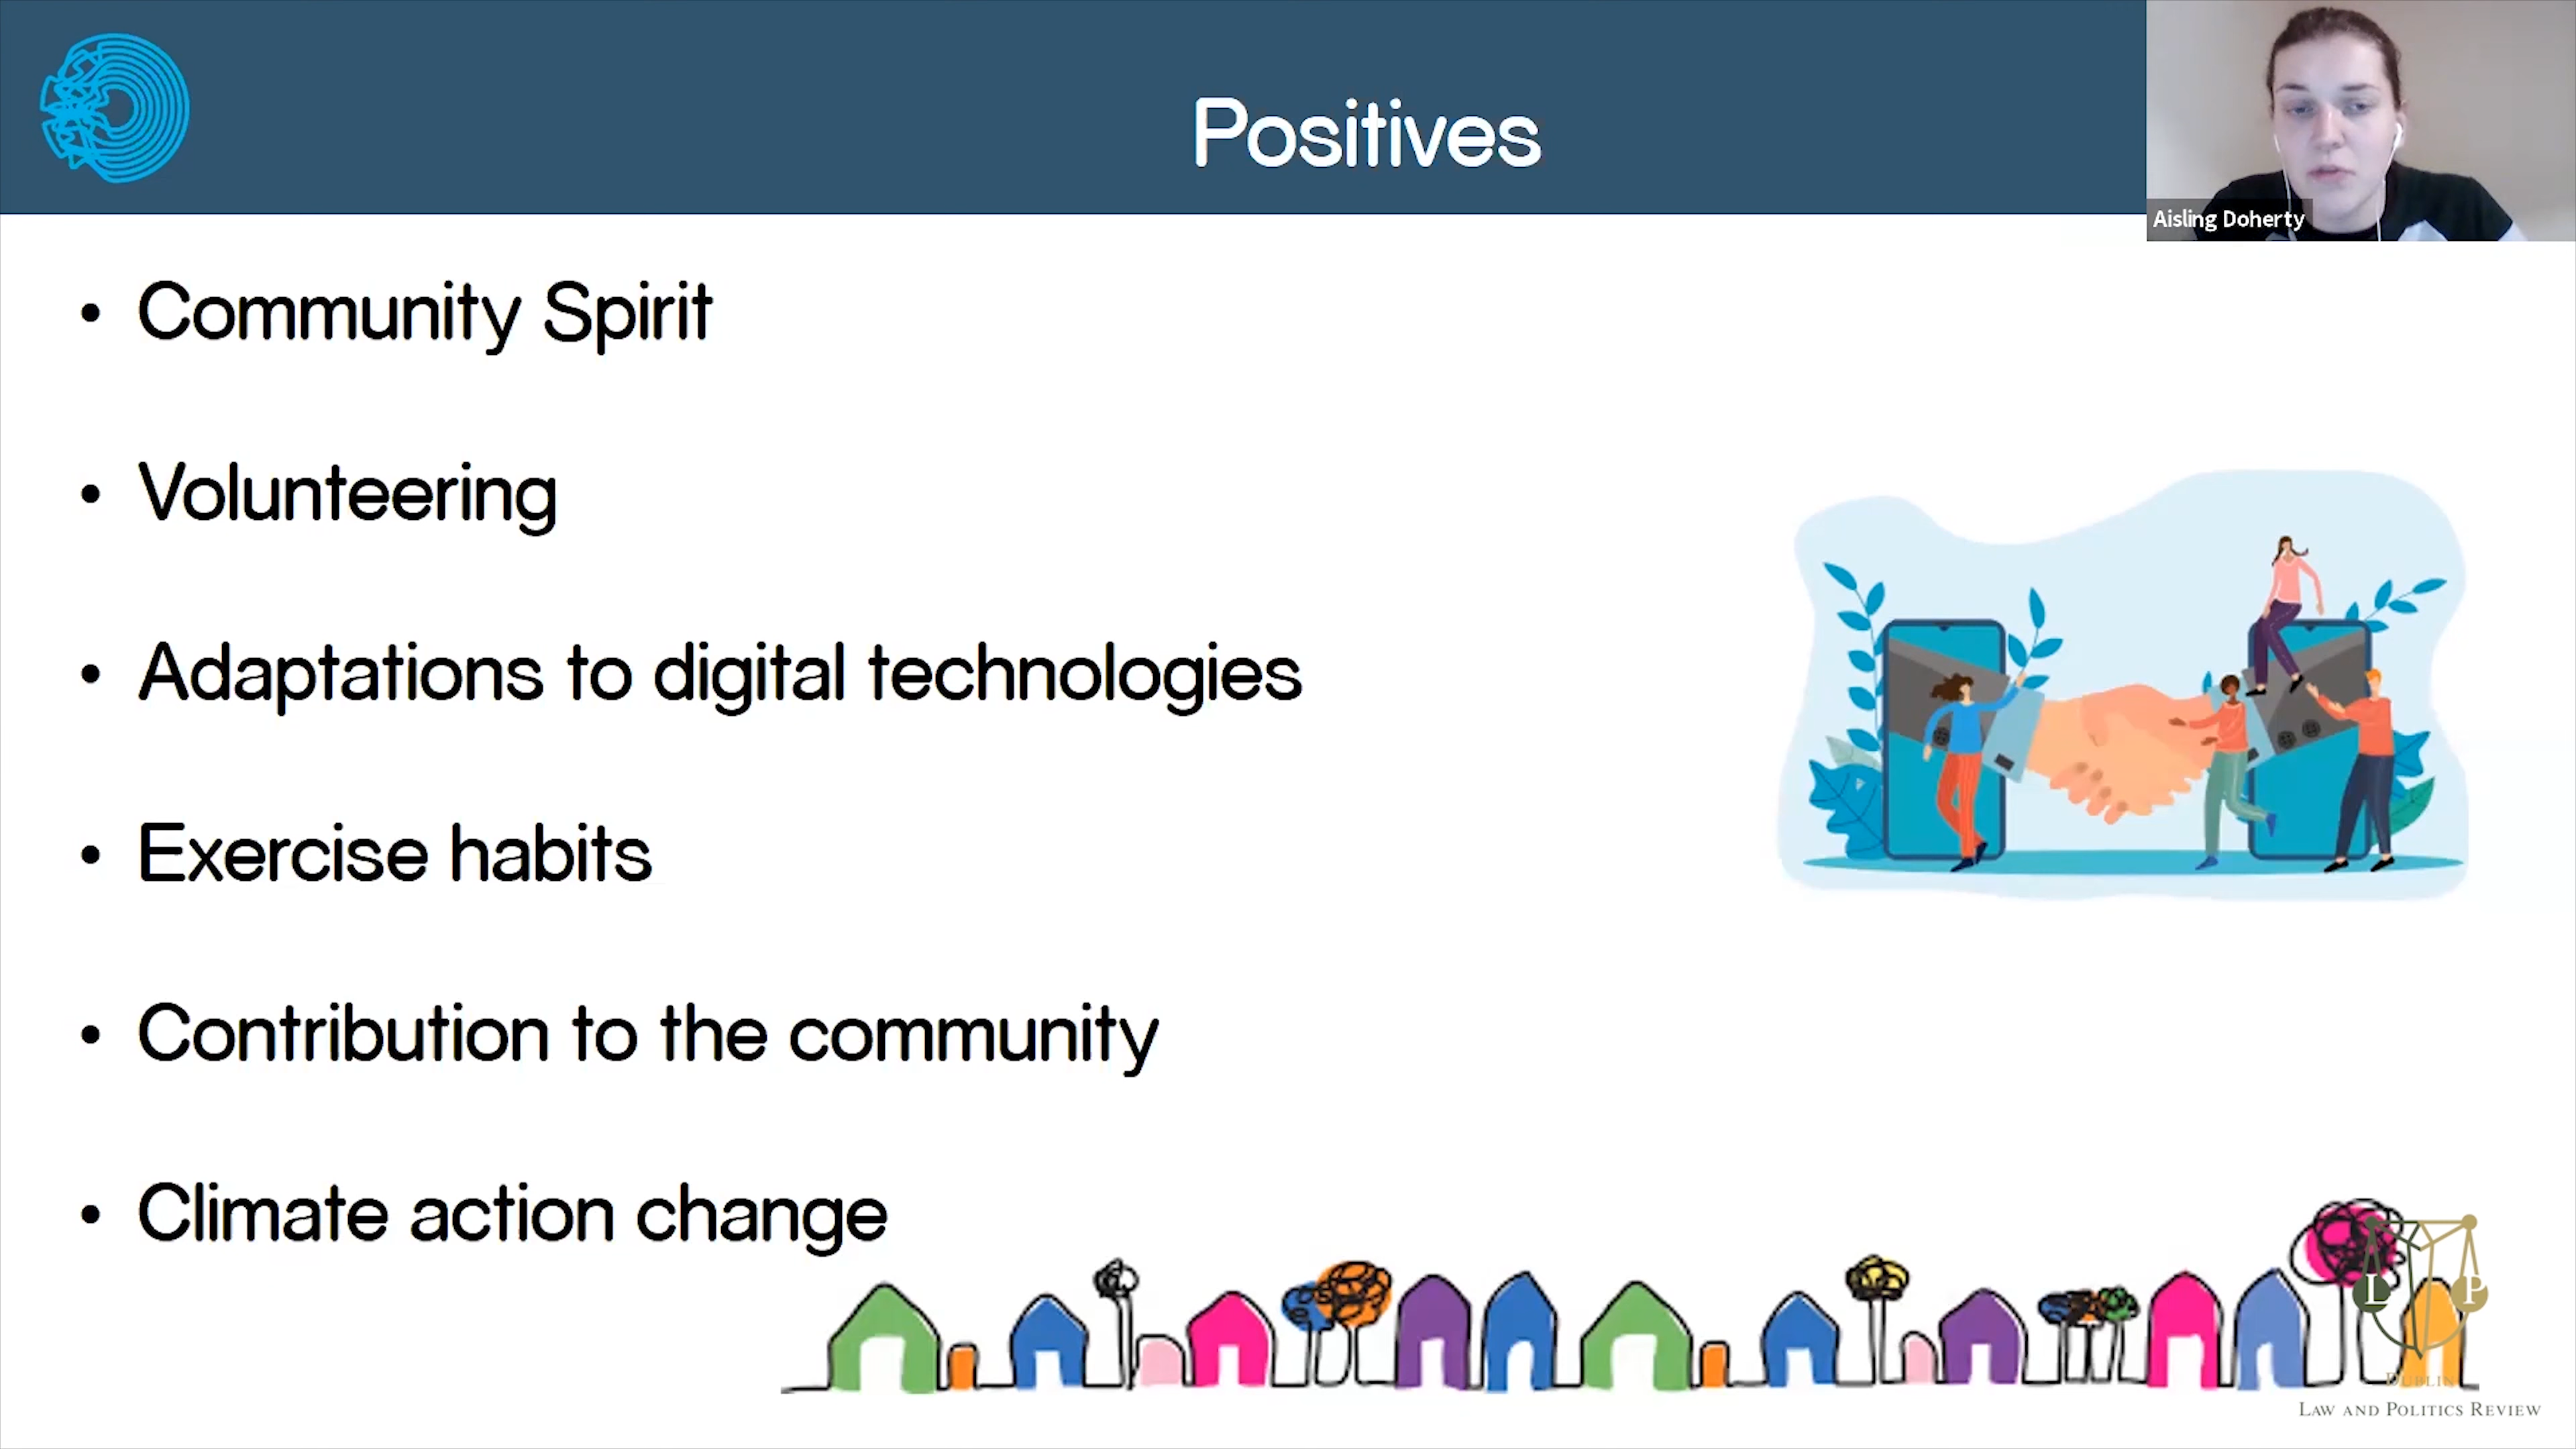 Positives
Aisling Doherty
• Community Spirit
• Volunteering
• Adaptations to digital technologies
• Exercise habits
• Contribution to the community
• Climate action change
L P
DUBLIN
LAW AND POLITICS REVIEW